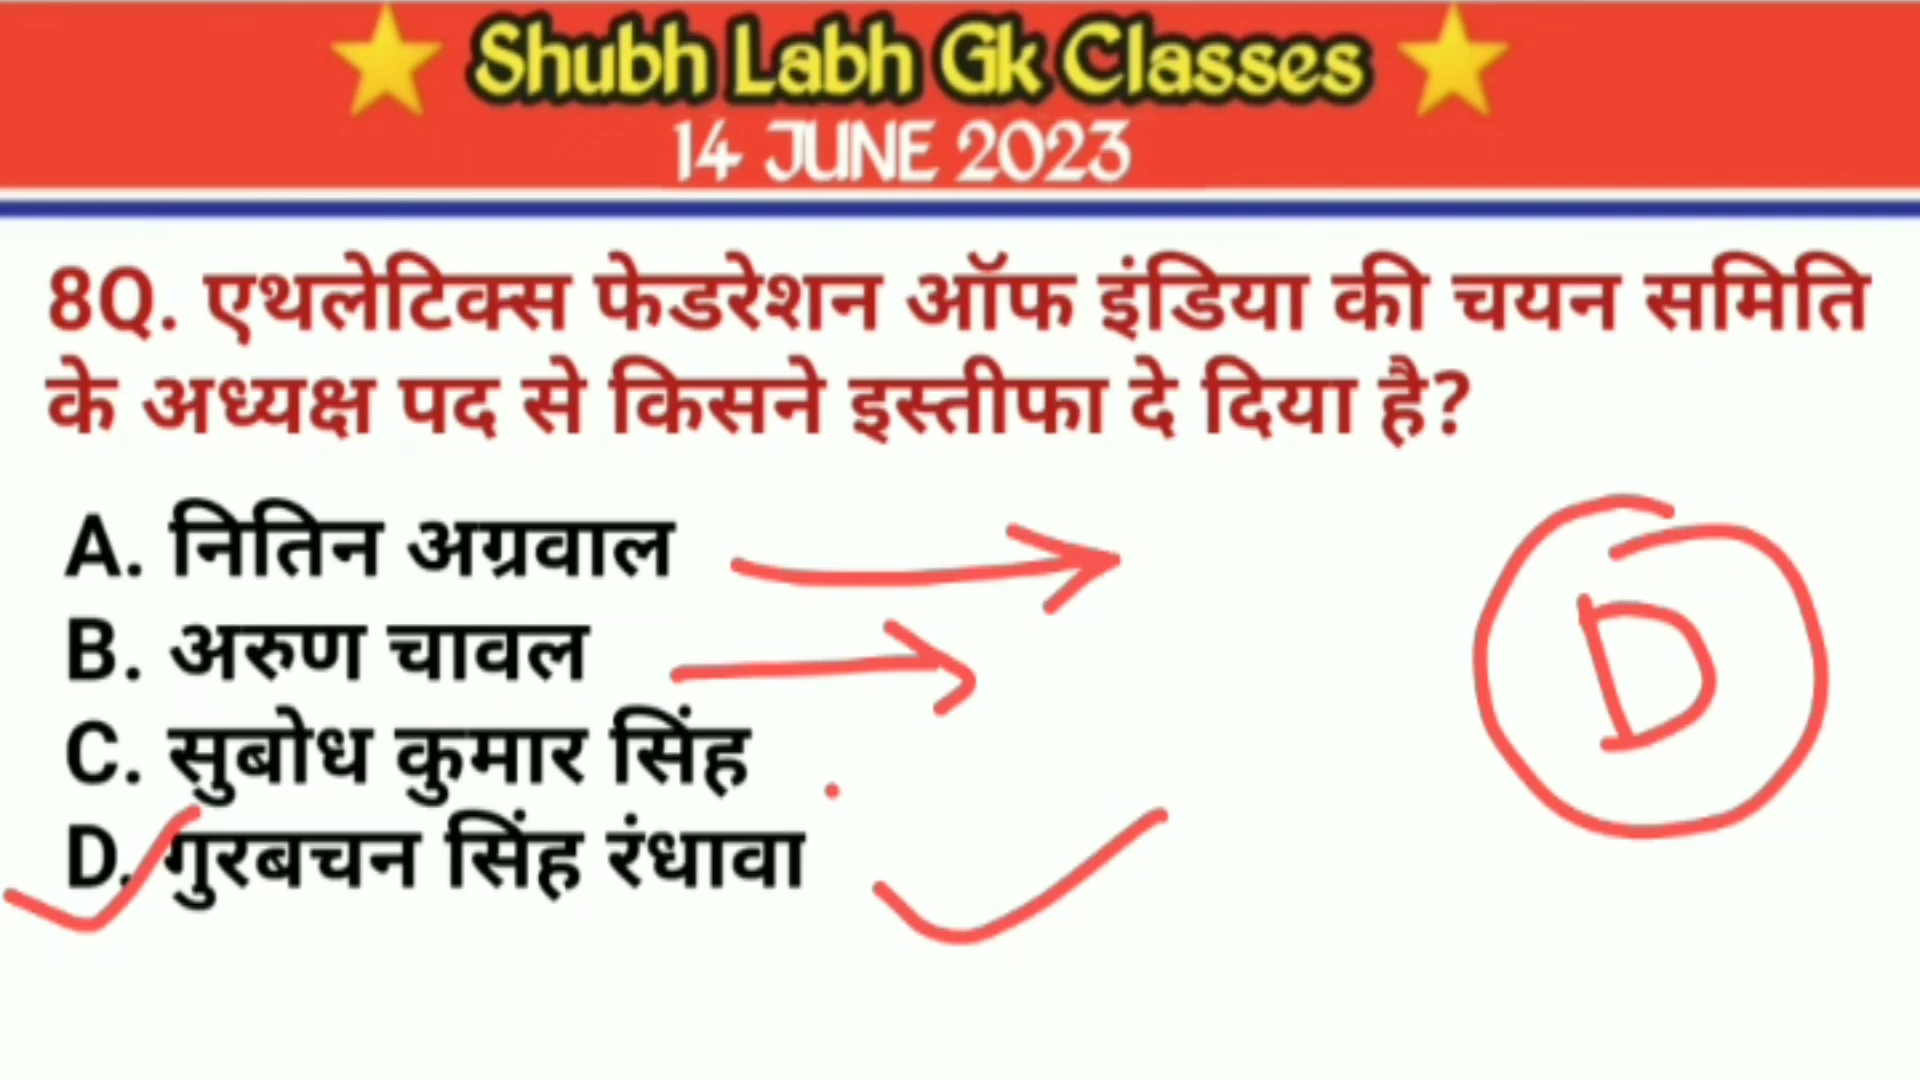 Shubh Labh Gk Classes
14 JUNE 2023
8Q. एथलेटिक्स फेडरेशन ऑफ इंडिया की चयन समिति
के अध्यक्ष पद से किसने इस्तीफा दे दिया है?
A. नितिन अग्रवाल
B. अरुण चावल
C. सुबोध कुमार सिंह
D. गुरबचन सिंह रंधावा
D